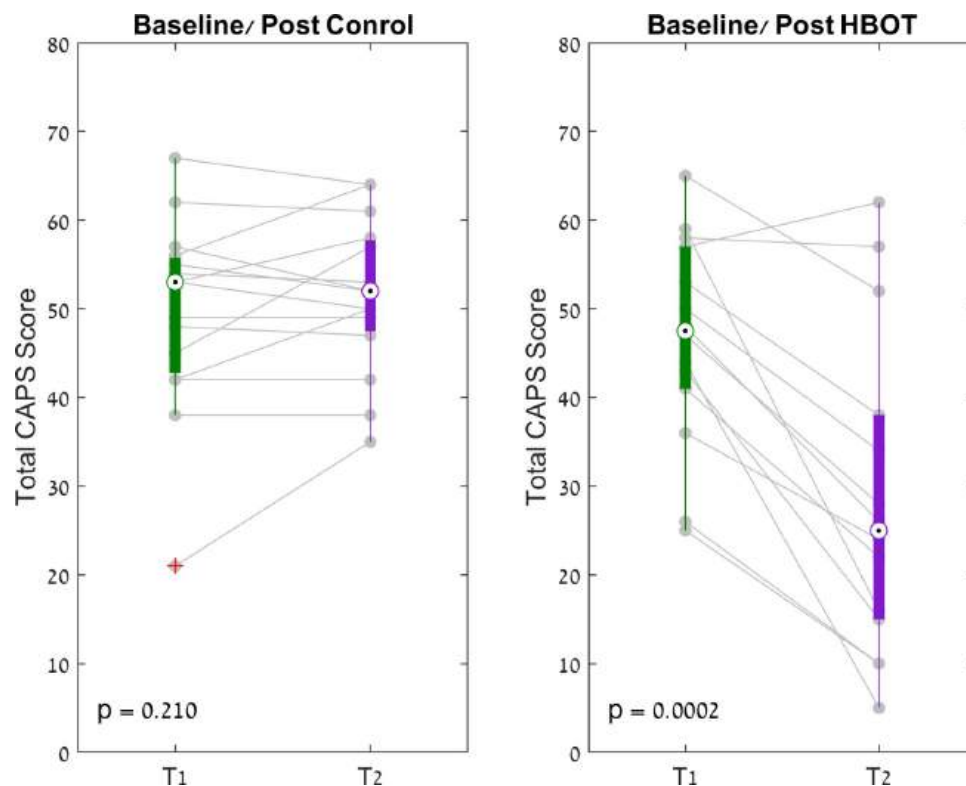 Baseline/ Post Conrol
Total CAPS Score
80
70
60
50
40
30
20
10
0
p = 0.210
T1
T2
Baseline/ Post HBOT
Total CAPS Score
80
70
60
50
40
30
20
10
0
p = 0.0002
T1
T2